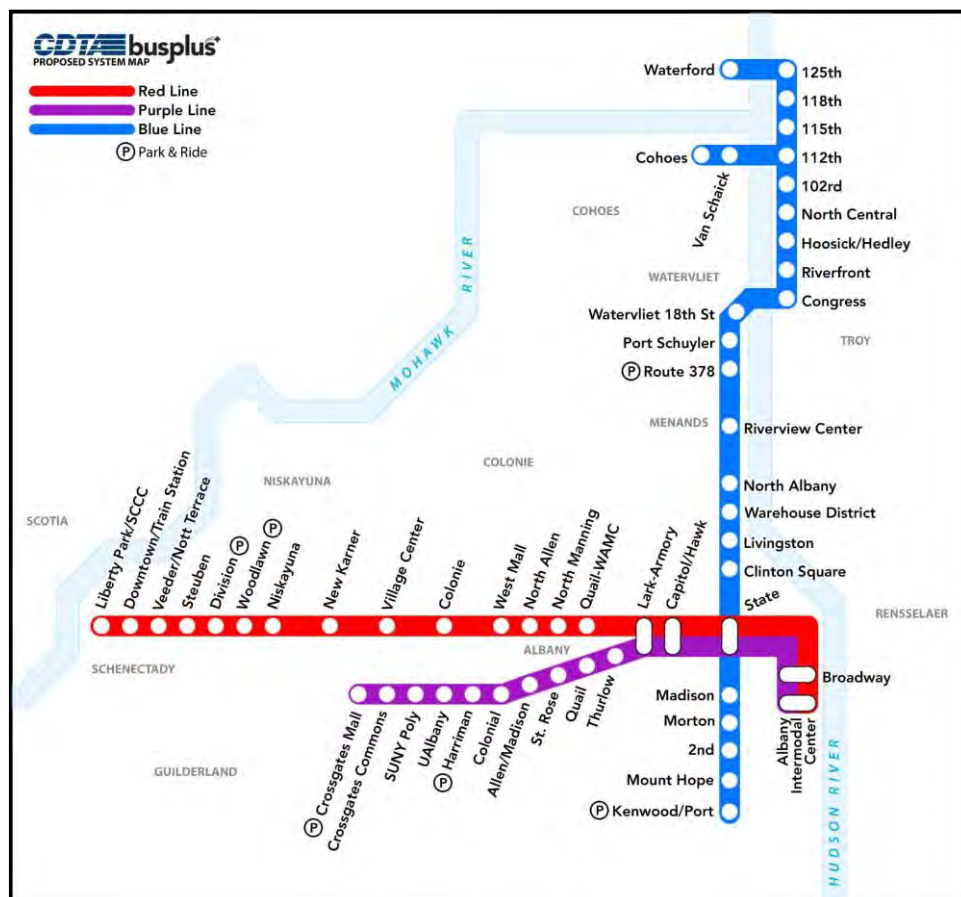 CDTA busplus+
PROPOSED SYSTEM MAP
Red Line
Purple Line
Blue Line
P Park & Ride
Waterford
125th
118th
115th
Cohoes
Van Schaick
112th
102rd
COHOES
North Central
Hoosick/Hedley
WATERVLIET
Riverfront
Congress
Watervliet 18th St
Port Schuyler
TROY
P Route 378
MOHAWK RIVER
MENANDS
Riverview Center
COLONIE
NISKAYUNA
North Albany
Warehouse District
SCOTIA
Livingston
Clinton Square
Liberty Park/SCCC
Downtown/Train Station
Veeder/Nott Terrace
Steuben
Division P
Woodlawn P
Niskayuna
New Karner
Village Center
Colonie
West Mall
North Allen
North Manning
Quail-WAMC
Lark-Armory
Capitol/Hawk
State
RENSSELAER
SCHENECTADY
ALBANY
Broadway
Albany
Intermodal
Center
P Crossgates Mall
Crossgates Commons
SUNY Poly
UAlbany
P Harriman
Colonial
Allen/Madison
St. Rose
Quail
Thurlow
Madison
Morton
2nd
Mount Hope
P Kenwood/Port
GUILDERLAND
HUDSON RIVER